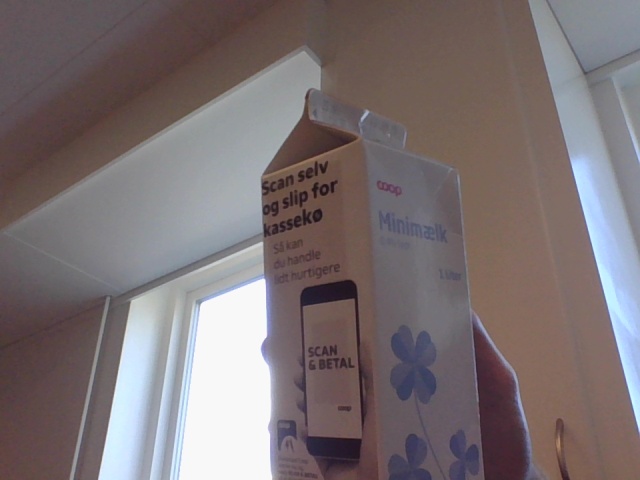 Scan selv
og slip for
kassekø
Så kan
du handle
lidt hurtigere
SCAN
& BETAL
coop
coop
Minimælk
1 Liter